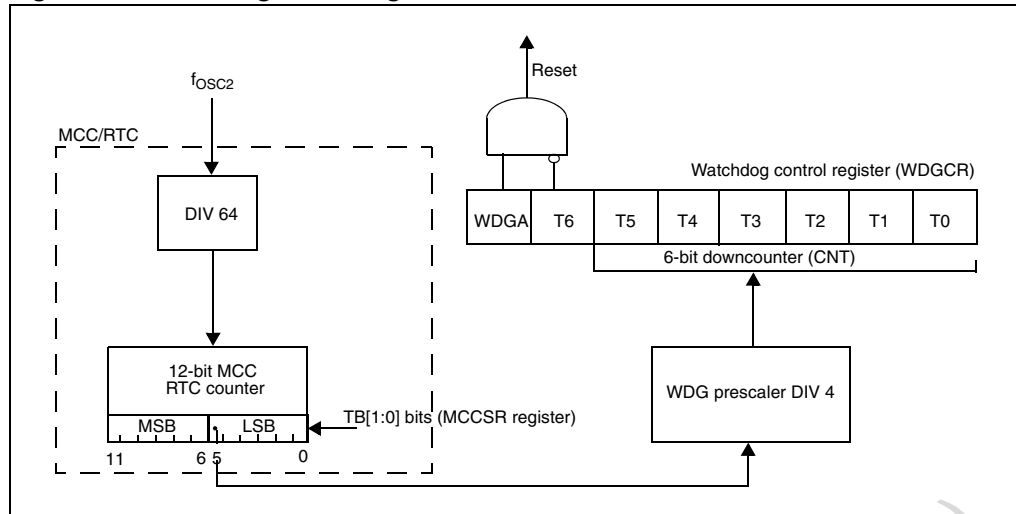 Reset
fOSC2
MCC/RTC
Watchdog control register (WDGCR)
DIV 64
WDGA T6 T5 T4 T3 T2 T1 T0
6-bit downcounter (CNT)
12-bit MCC
RTC counter
WDG prescaler DIV 4
MSB LSB
TB[1:0] bits (MCCSR register)
11 6 5 0